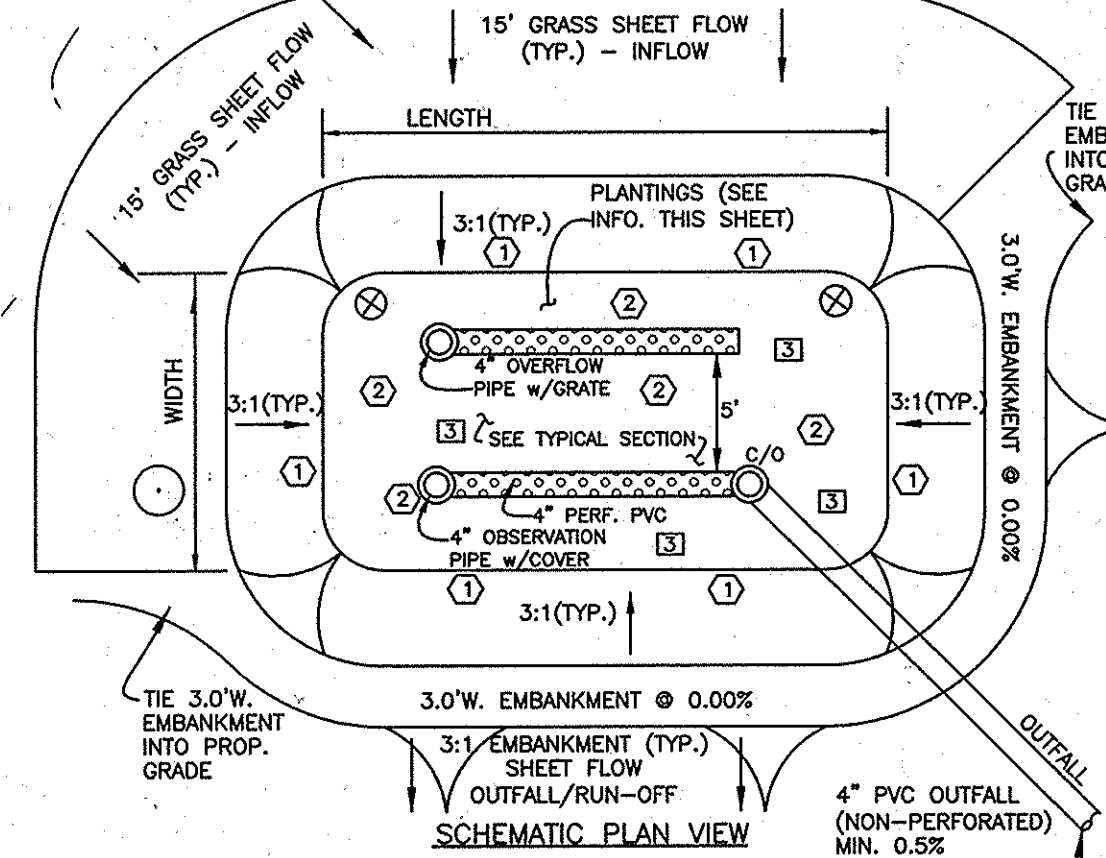 15' GRASS SHEET FLOW
(TYP.) - INFLOW
15' GRASS SHEET FLOW
(TYP.) - INFLOW
LENGTH
TIE
INTO
PLANTINGS (SEE
INFO. THIS SHEET)
3:1(TYP.)
1
1
2
3.0'W. EMBANKMENT @ 0.00%
WIDTH
4" OVERFLOW
PIPE w/GRATE
3
2
2
5'
3:1(TYP.)
3:1(TYP.)
3
SEE TYPICAL SECTION
2
C/O
1
1
2
4" PERF. PVC
3
4" OBSERVATION
PIPE w/COVER
3
1
1
3:1(TYP.)
TIE 3.0'W.
EMBANKMENT
INTO PROP.
GRADE
3.0'W. EMBANKMENT @ 0.00%
3:1 EMBANKMENT (TYP.)
SHEET FLOW
OUTFALL/RUN-OFF
OUTFALL
4" PVC OUTFALL
(NON-PERFORATED)
MIN. 0.5%
SCHEMATIC PLAN VIEW